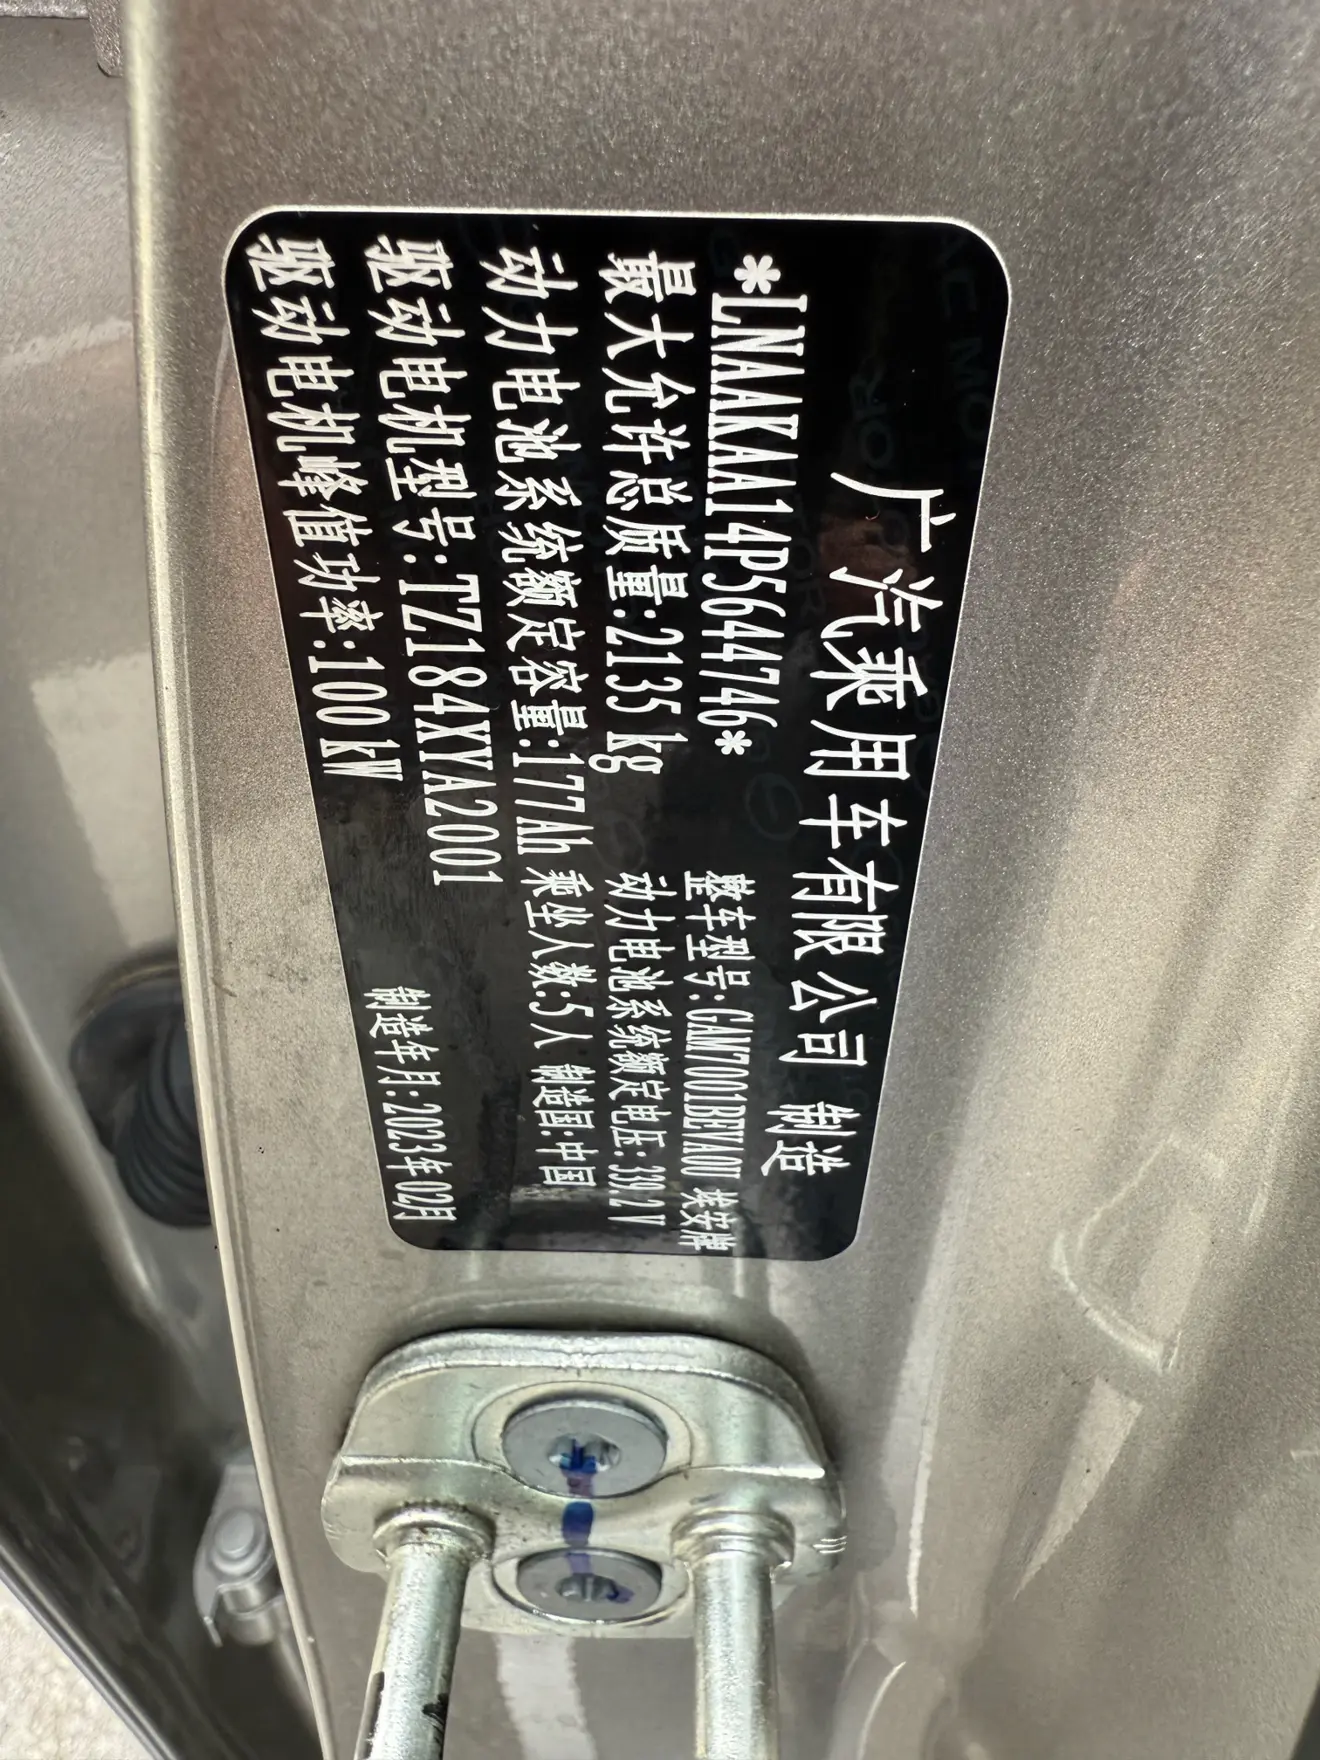 广汽乘用车有限公司 制造
*LNAAKAA14P5644746*
整车型号:GAM7001BEVA0U 埃安牌
最大允许总质量:2135 kg 动力电池系统额定电压: 339.2 V
动力电池系统额定容量:177Ah 乘坐人数:5人 制造国:中国
驱动电机型号:TZ184XYA2001
驱动电机峰值功率:100 kW 制造年月:2023年02月